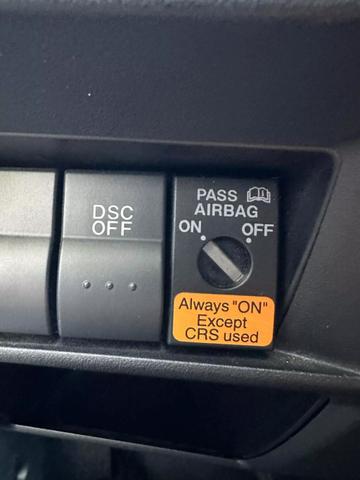 DSC
OFF
PASS
AIRBAG
ON OFF
Always "ON"
Except
CRS used